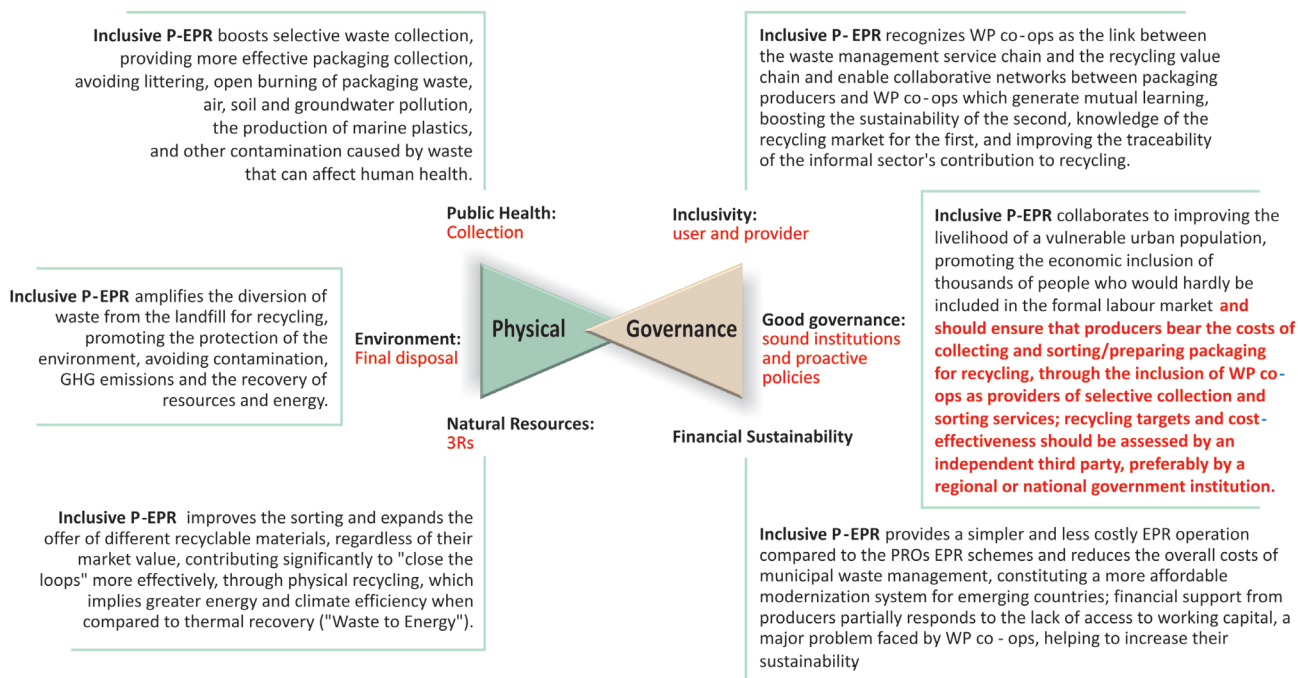 Inclusive P-EPR boosts selective waste collection,
providing more effective packaging collection,
avoiding littering, open burning of packaging waste,
air, soil and groundwater pollution,
the production of marine plastics,
and other contamination caused by waste
that can affect human health.
Inclusive P- EPR recognizes WP co-ops as the link between
the waste management service chain and the recycling value
chain and enable collaborative networks between packaging
producers and WP co-ops which generate mutual learning,
boosting the sustainability of the second, knowledge of the
recycling market for the first, and improving the traceability
of the informal sector's contribution to recycling.
Public Health:
Collection
Inclusivity:
user and provider
Inclusive P-EPR amplifies the diversion of
waste from the landfill for recycling,
promoting the protection of the
environment, avoiding contamination,
GHG emissions and the recovery of
resources and energy.
Environment:
Final disposal
Physical
Governance
Good governance:
sound institutions
and proactive
policies
Inclusive P-EPR collaborates to improving the
livelihood of a vulnerable urban population,
promoting the economic inclusion of
thousands of people who would hardly be
included in the formal labour market and
should ensure that producers bear the costs of
collecting and sorting/preparing packaging
for recycling, through the inclusion of WP co-
ops as providers of selective collection and
sorting services; recycling targets and cost-
effectiveness should be assessed by an
independent third party, preferably by a
regional or national government institution.
Natural Resources:
3Rs
Financial Sustainability
Inclusive P-EPR improves the sorting and expands the
offer of different recyclable materials, regardless of their
market value, contributing significantly to "close the
loops" more effectively, through physical recycling, which
implies greater energy and climate efficiency when
compared to thermal recovery ("Waste to Energy").
Inclusive P-EPR provides a simpler and less costly EPR operation
compared to the PROs EPR schemes and reduces the overall costs of
municipal waste management, constituting a more affordable
modernization system for emerging countries; financial support from
producers partially responds to the lack of access to working capital, a
major problem faced by WP co - ops, helping to increase their
sustainability